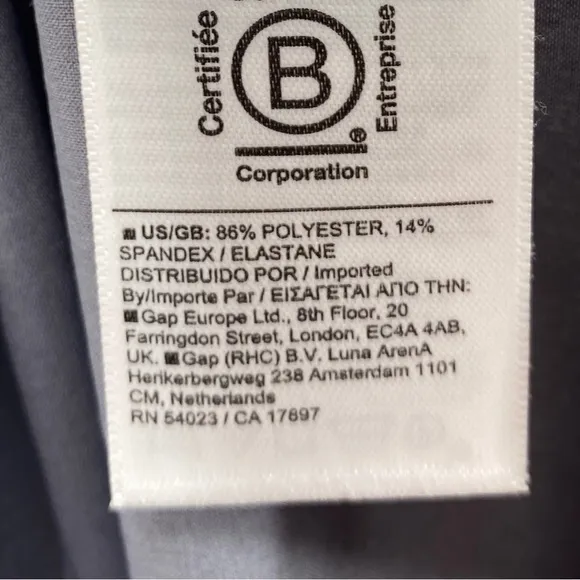 Certifiée
B
Entreprise
®
Corporation
US/GB: 86% POLYESTER, 14%
SPANDEX / ELASTANE
DISTRIBUIDO POR / Imported
By/Importe Par / ΕΙΣΑΓΕΤΑΙ ΑΠΟ ΤΗΝ:
Gap Europe Ltd., 8th Floor, 20
Farringdon Street, London, EC4A 4AB,
UK. Gap (RHC) B.V. Luna ArenA
Herikerbergweg 238 Amsterdam 1101
CM, Netherlands
RN 54023 / CA 17897